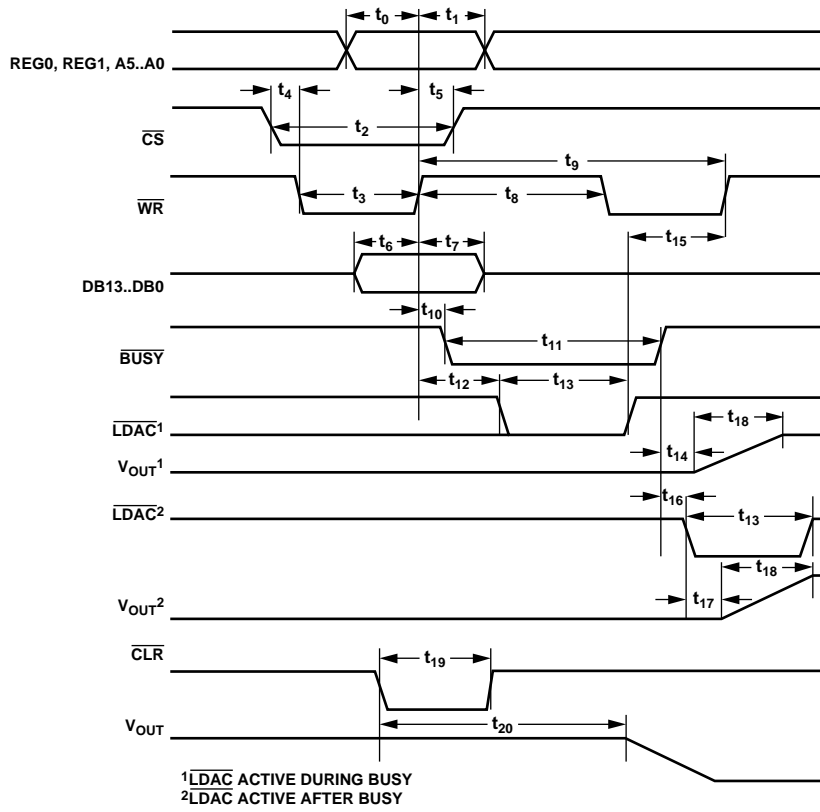 t0 t1
REG0, REG1, A5..A0
t4 t5
t2
CS
t9
WR
t3 t8
t15
t6 t7
DB13..DB0
t10
BUSY
t11
t12 t13
LDAC1
t18
VOUT1
t14
t16
LDAC2
t13
t18
VOUT2
t17
CLR
t19
VOUT
t20
1LDAC ACTIVE DURING BUSY
2LDAC ACTIVE AFTER BUSY